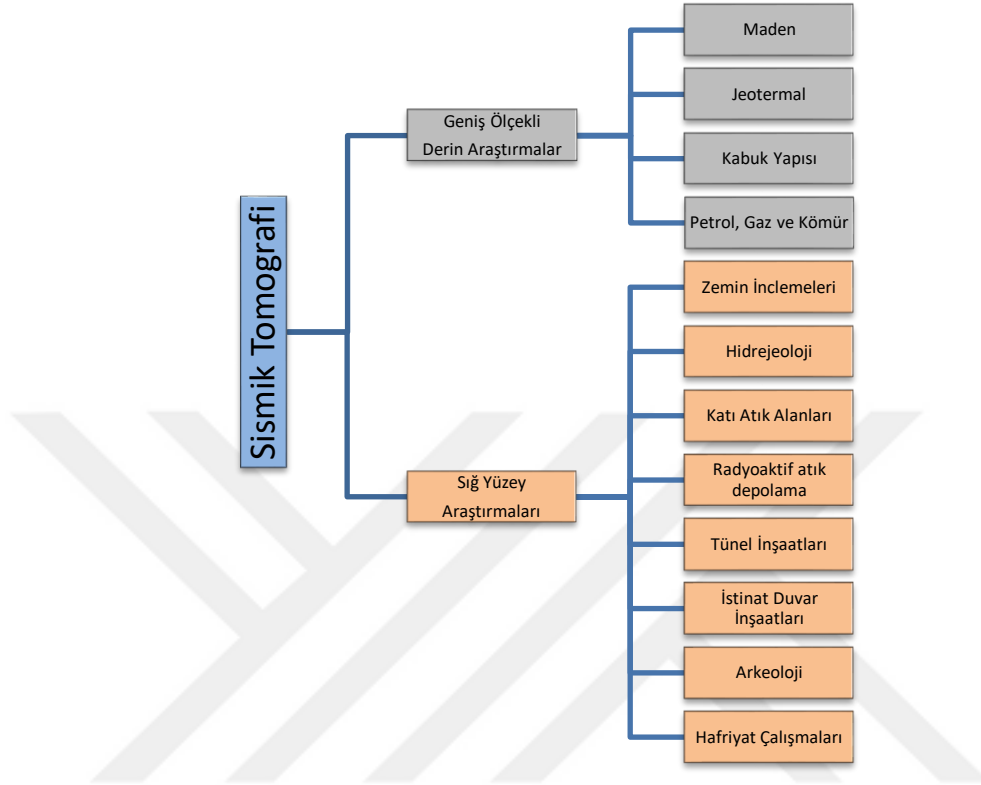 Sismik Tomografi
Geniş Ölçekli
Derin Araştırmalar
Maden
Jeotermal
Kabuk Yapısı
Petrol, Gaz ve Kömür
Sığ Yüzey
Araştırmaları
Zemin İnclemeleri
Hidrejeoloji
Katı Atık Alanları
Radyoaktif atık
depolama
Tünel İnşaatları
İstinat Duvar
İnşaatları
Arkeoloji
Hafriyat Çalışmaları